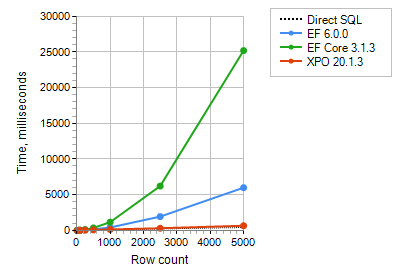 Direct SQL
EF 6.0.0
EF Core 3.1.3
XPO 20.1.3
Time, milliseconds
30000
25000
20000
15000
10000
5000
0
0 1000 2000 3000 4000 5000
Row count